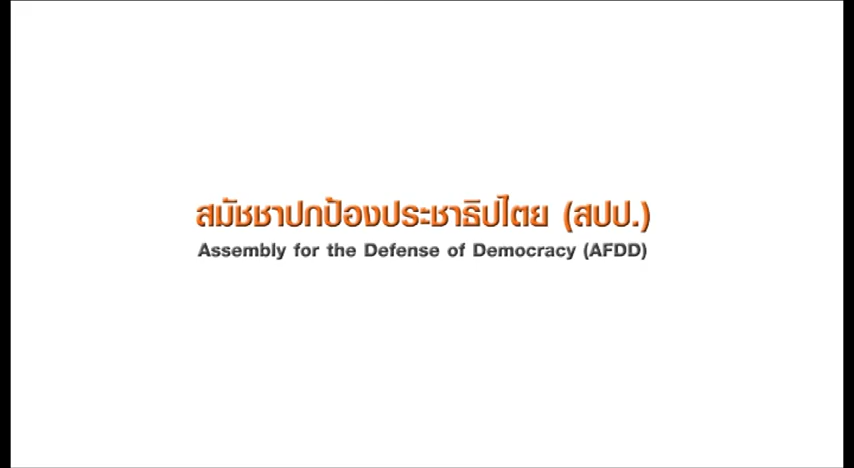 สมัชชาปกป้องประชาธิปไตย (สปป.)
Assembly for the Defense of Democracy (AFDD)